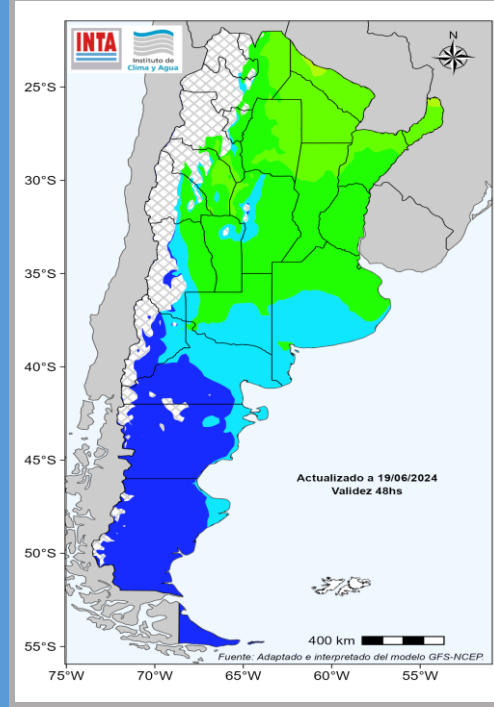 INTA
Instituto de
Clima y Agua
25°S
30°S
35°S
40°S
45°S
50°S
55°S
Actualizado a 19/06/2024
Validez 48hs
400 km
Fuente: Adaptado e interpretado del modelo GFS-NCEP.
75°W
70°W
65°W
60°W
55°W